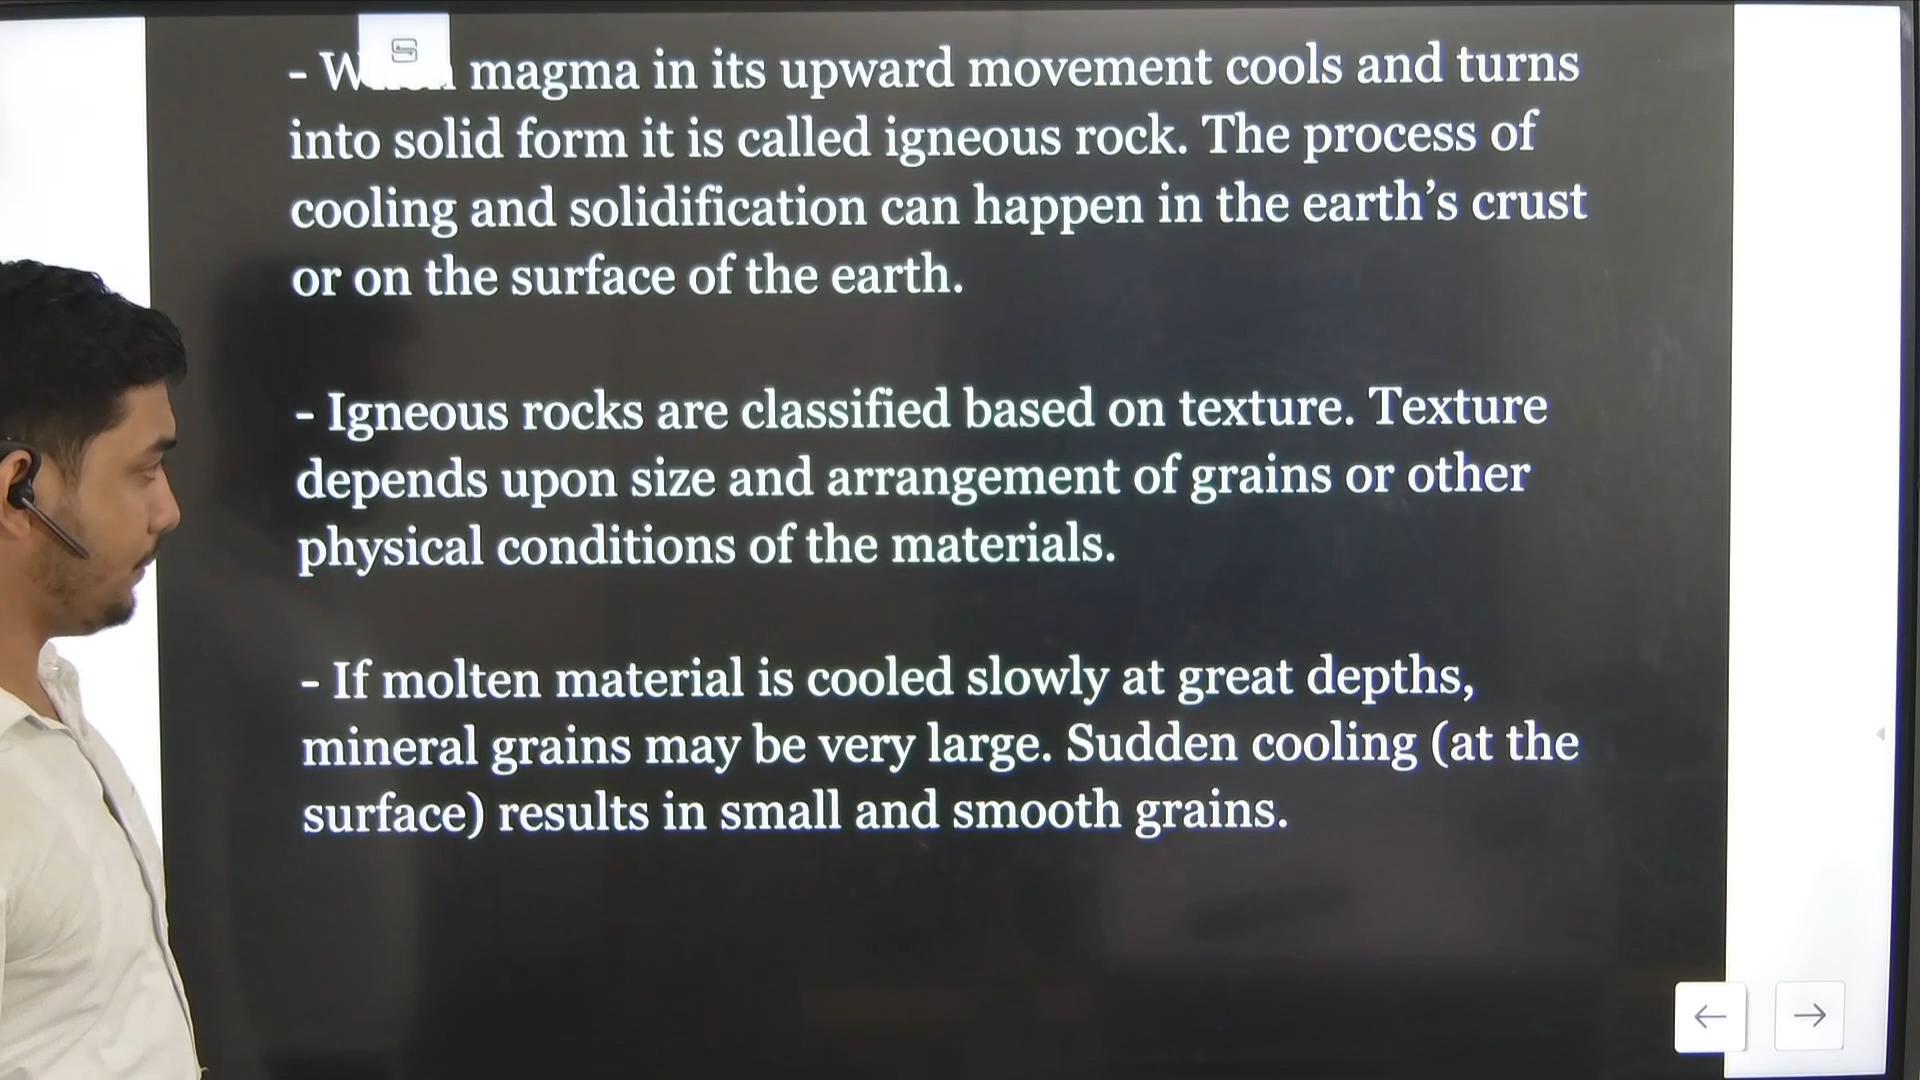 - When magma in its upward movement cools and turns
into solid form it is called igneous rock. The process of
cooling and solidification can happen in the earth’s crust
or on the surface of the earth.
- Igneous rocks are classified based on texture. Texture
depends upon size and arrangement of grains or other
physical conditions of the materials.
- If molten material is cooled slowly at great depths,
mineral grains may be very large. Sudden cooling (at the
surface) results in small and smooth grains.